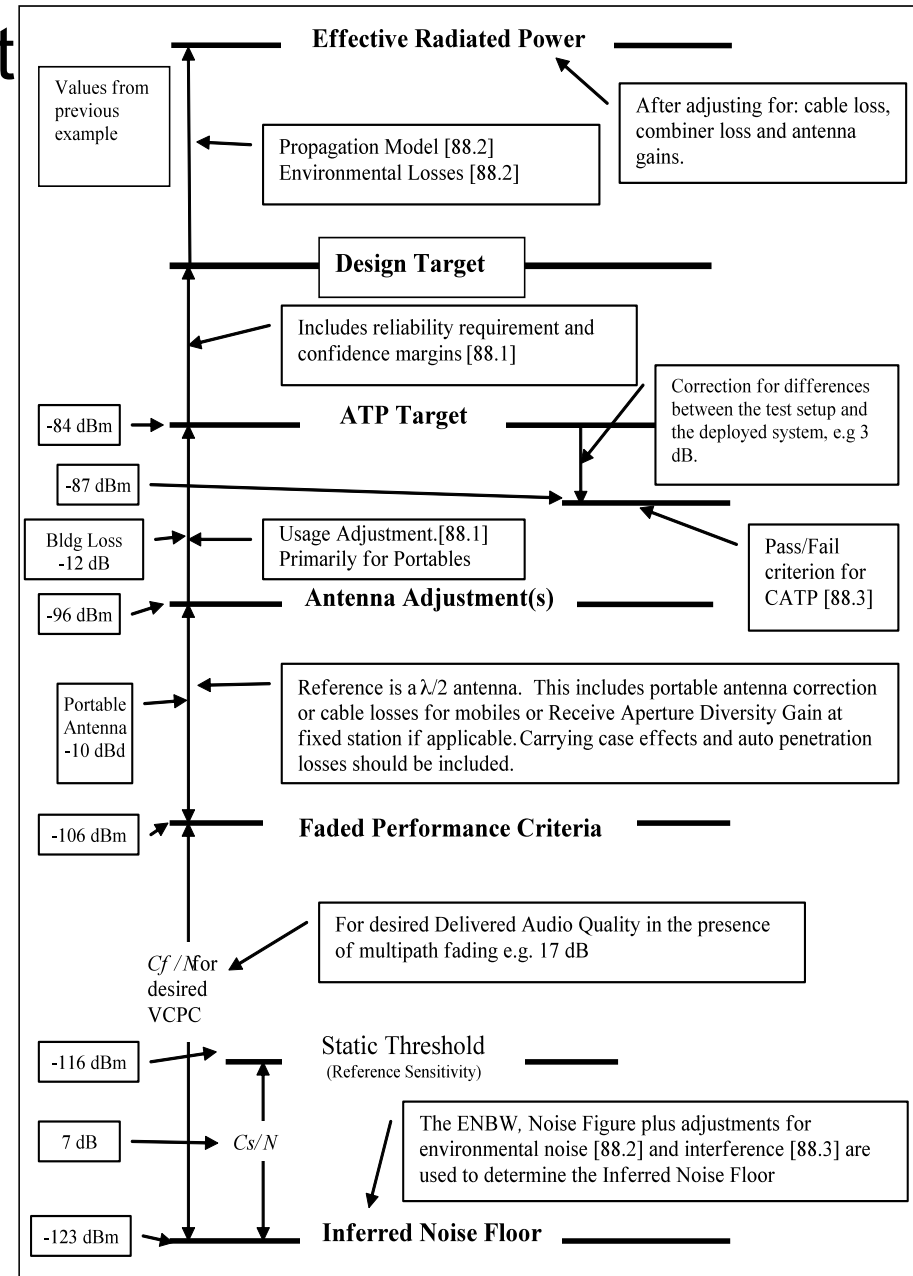 t
Effective Radiated Power
Values from
previous
example
After adjusting for: cable loss,
combiner loss and antenna
gains.
Propagation Model [88.2]
Environmental Losses [88.2]
Design Target
Includes reliability requirement and
confidence margins [88.1]
Correction for differences
between the test setup and
the deployed system, e.g 3
dB.
-84 dBm
ATP Target
-87 dBm
Bldg Loss
-12 dB
Usage Adjustment.[88.1]
Primarily for Portables
Pass/Fail
criterion for
CATP [88.3]
-96 dBm
Antenna Adjustment(s)
Portable
Antenna
-10 dBd
Reference is a λ/2 antenna. This includes portable antenna correction
or cable losses for mobiles or Receive Aperture Diversity Gain at
fixed station if applicable. Carrying case effects and auto penetration
losses should be included.
-106 dBm
Faded Performance Criteria
For desired Delivered Audio Quality in the presence
of multipath fading e.g. 17 dB
Cf /N for
desired
VCPC
-116 dBm
Static Threshold
(Reference Sensitivity)
7 dB
Cs/N
The ENBW, Noise Figure plus adjustments for
environmental noise [88.2] and interference [88.3] are
used to determine the Inferred Noise Floor
-123 dBm
Inferred Noise Floor